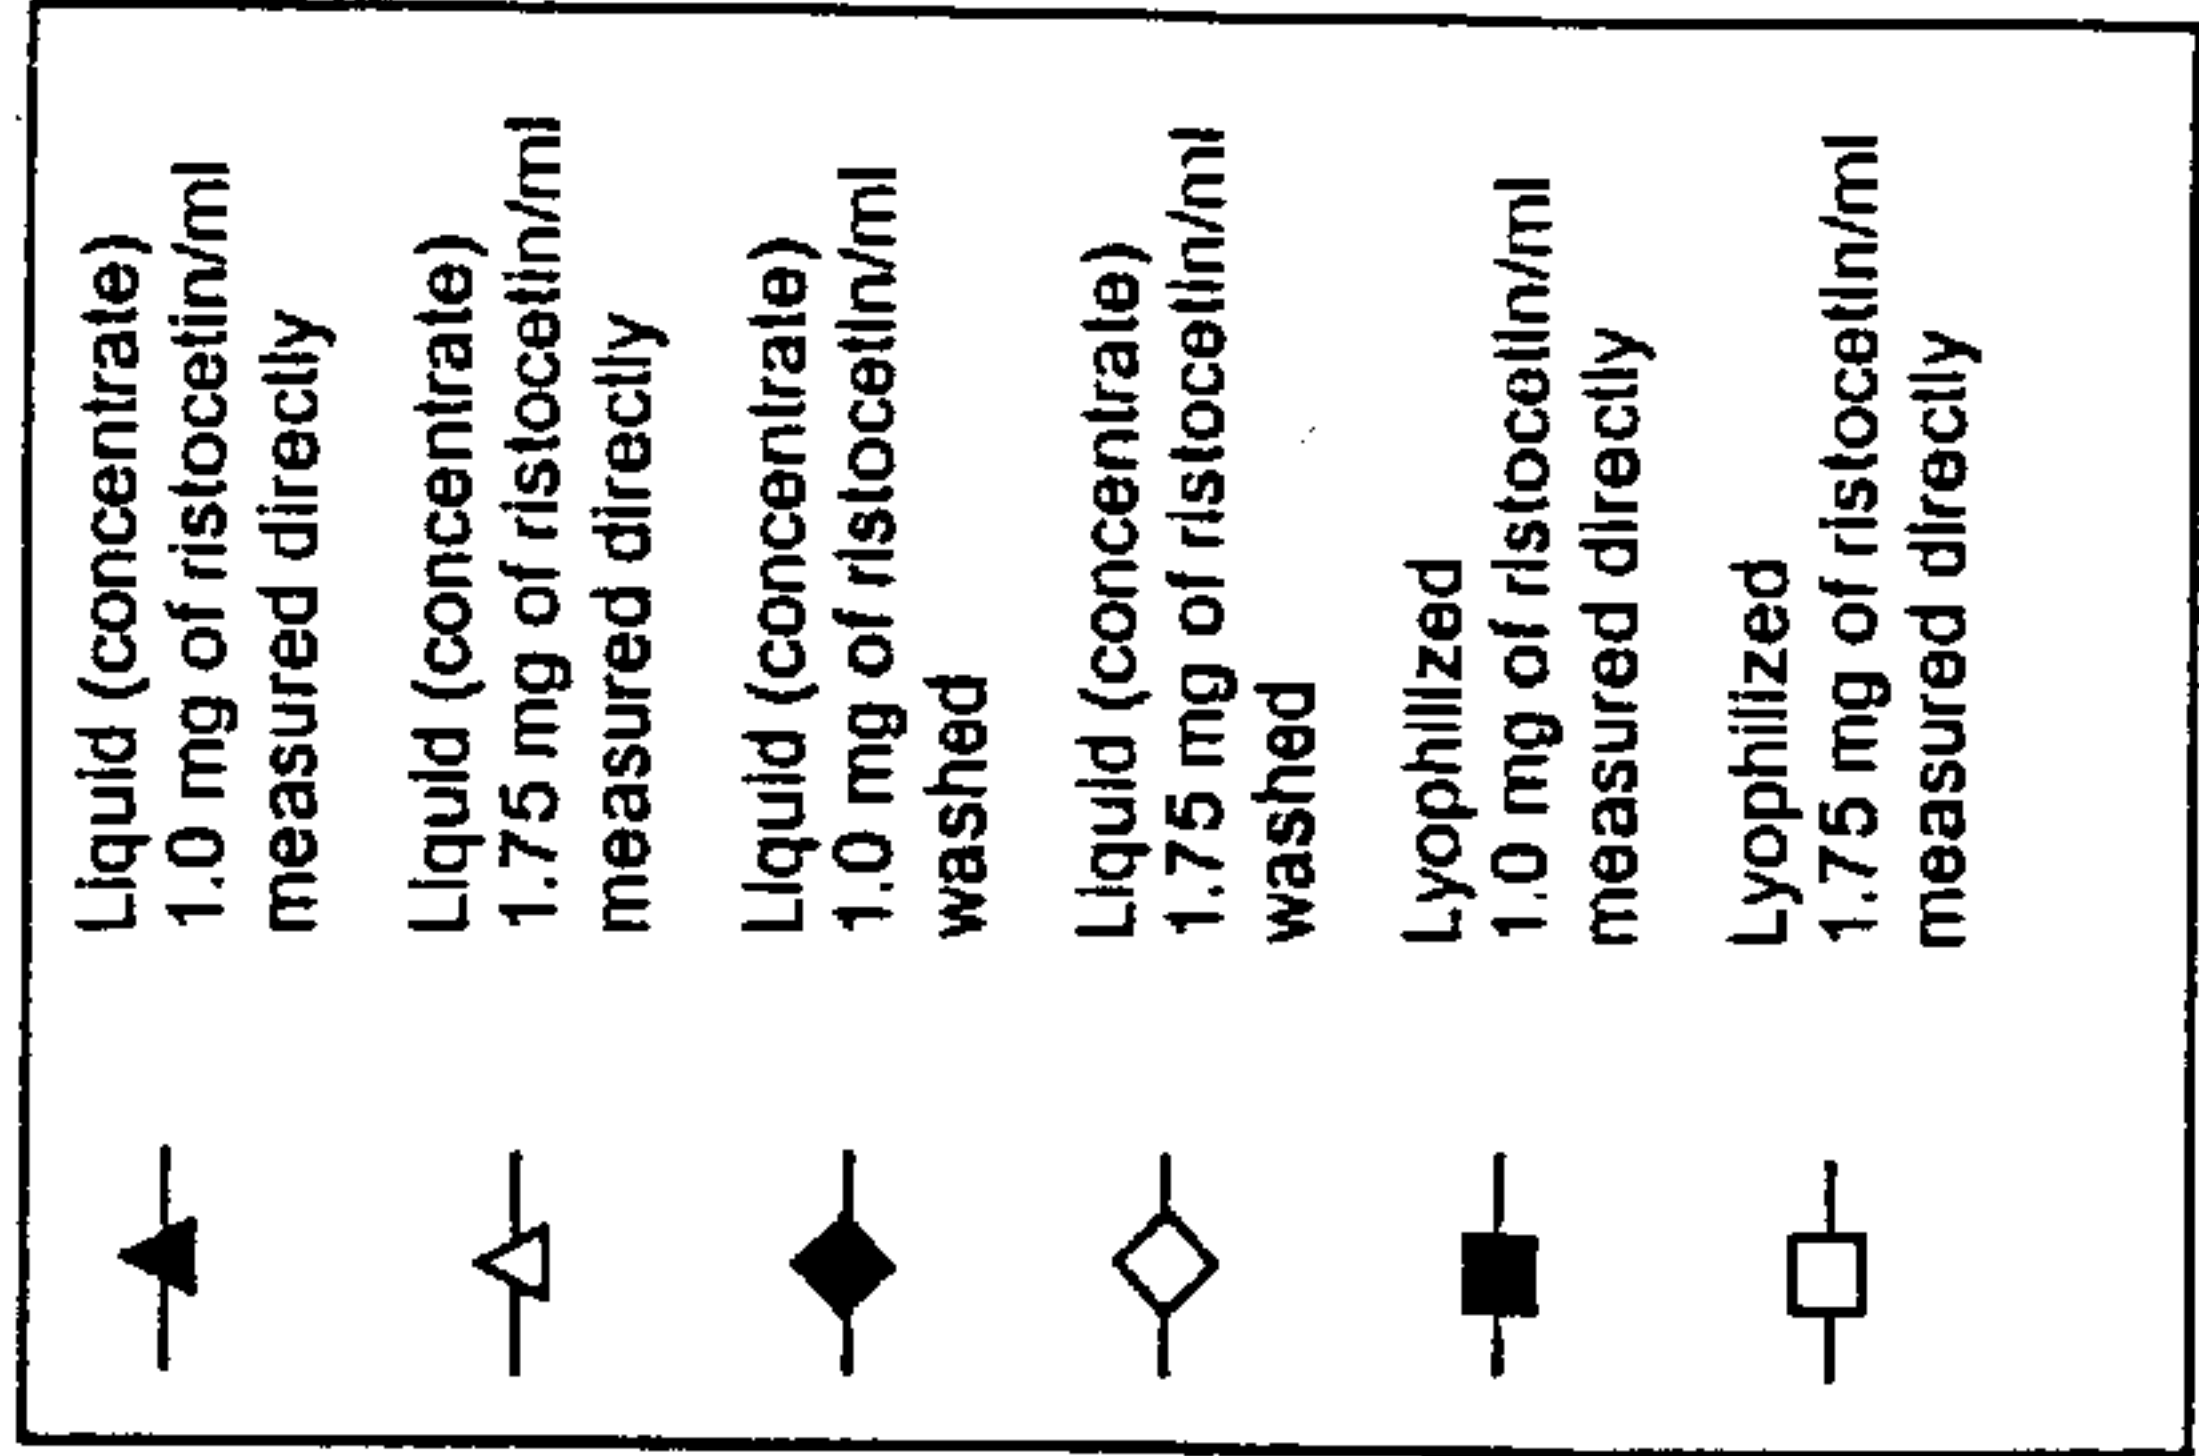 Liquid (concentrate)
1.0 mg of ristocetin/ml
measured directly
Liquid (concentrate)
1.75 mg of ristocetin/ml
measured directly
Liquid (concentrate)
1.0 mg of ristocetin/ml
washed
Liquid (concentrate)
1.75 mg of ristocetin/ml
washed
Lyophilized
1.0 mg of ristocetin/ml
measured directly
Lyophilized
1.75 mg of ristocetin/ml
measured directly